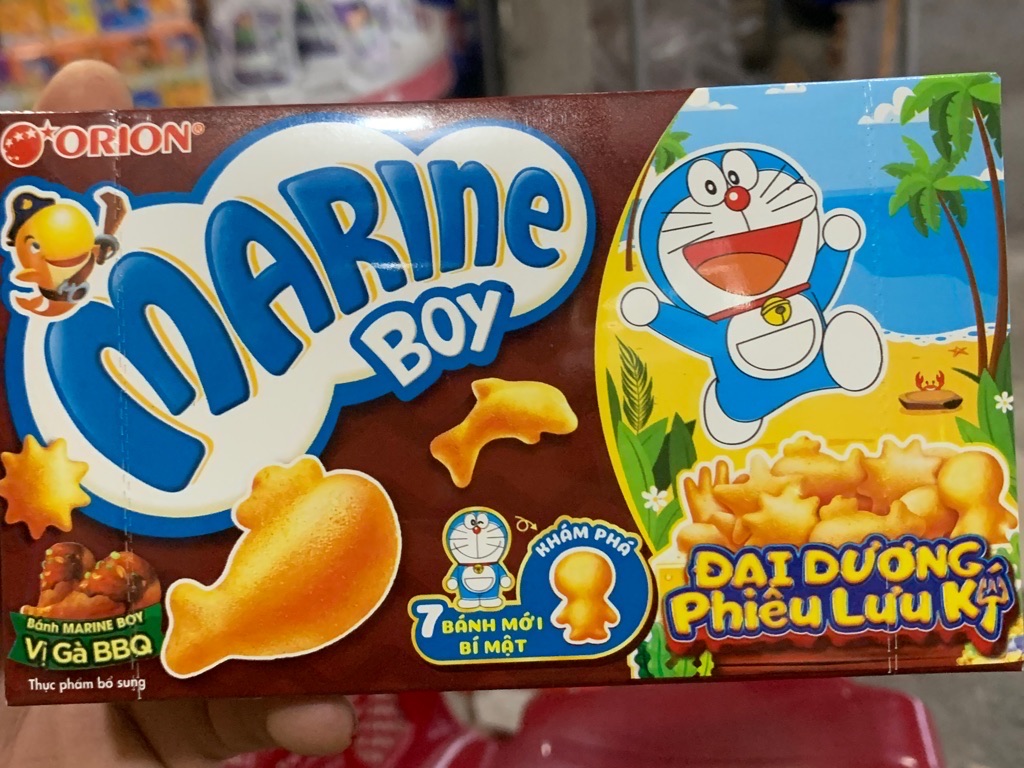 ORION®
MARINE
BOY
Bánh MARINE BOY
Vị Gà BBQ
Thực phẩm bổ sung
KHÁM PHÁ
7 BÁNH MỚI
BÍ MẬT
ĐẠI DƯƠNG
Phiêu Lưu Kí